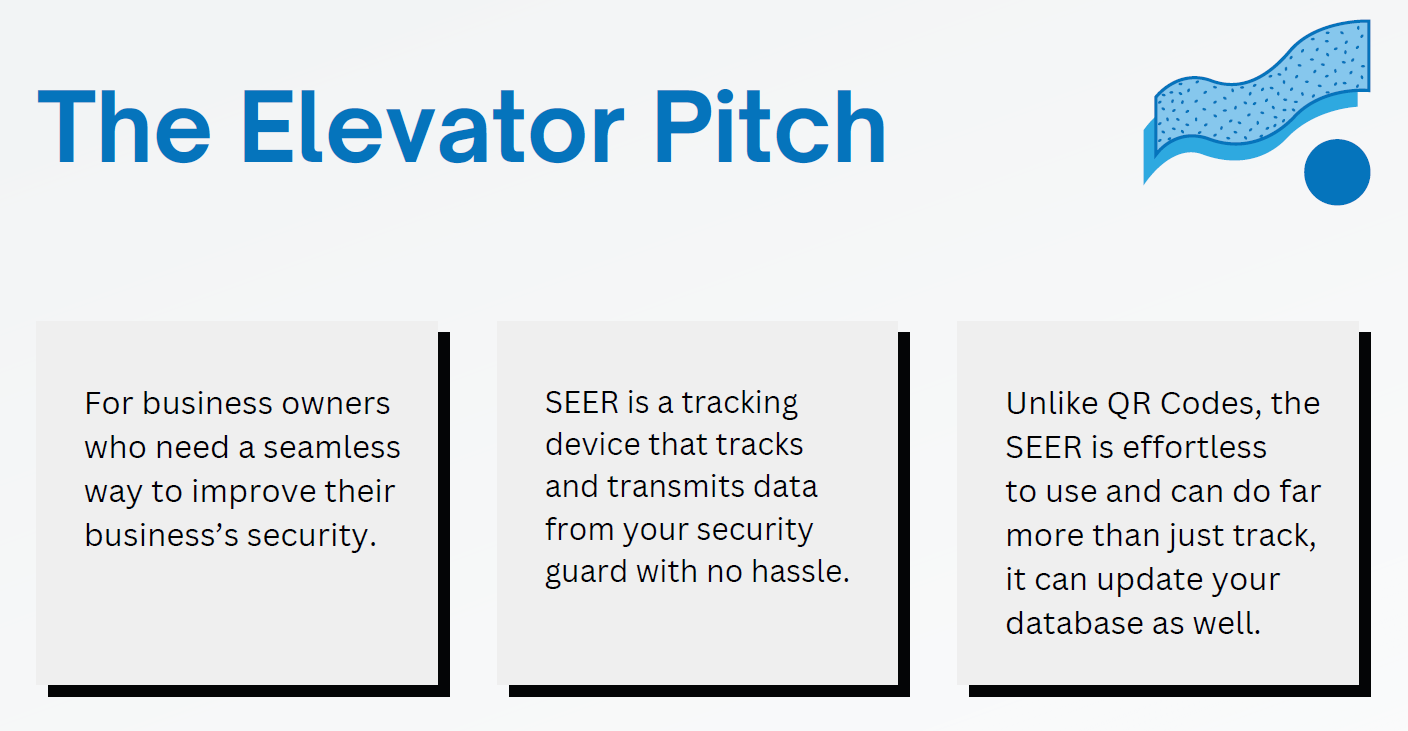 The Elevator Pitch
For business owners
who need a seamless
way to improve their
business’s security.
SEER is a tracking
device that tracks
and transmits data
from your security
guard with no hassle.
Unlike QR Codes, the
SEER is effortless
to use and can do far
more than just track,
it can update your
database as well.